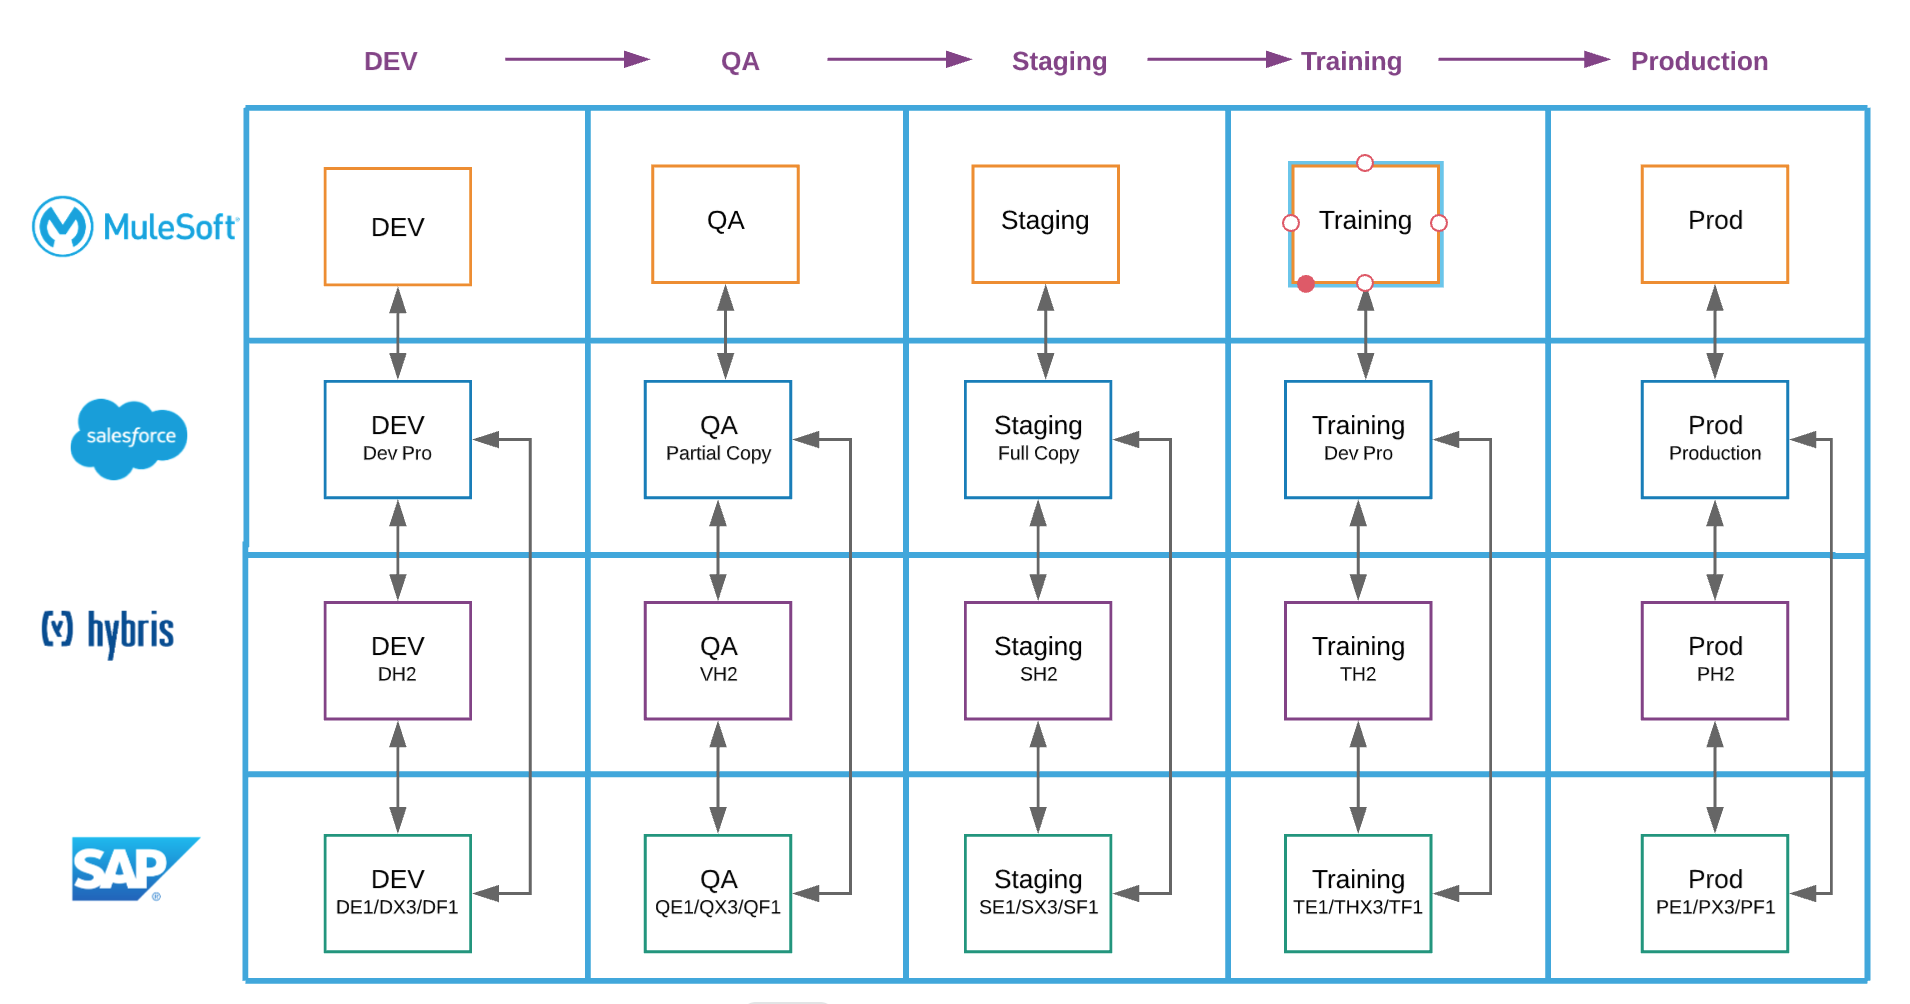 DEV
QA
Staging
Training
Production
MuleSoft
DEV
QA
Staging
Training
Prod
salesforce
DEV
Dev Pro
QA
Partial Copy
Staging
Full Copy
Training
Dev Pro
Prod
Production
(Y) hybris
DEV
DH2
QA
VH2
Staging
SH2
Training
TH2
Prod
PH2
SAP®
DEV
DE1/DX3/DF1
QA
QE1/QX3/QF1
Staging
SE1/SX3/SF1
Training
TE1/THX3/TF1
Prod
PE1/PX3/PF1